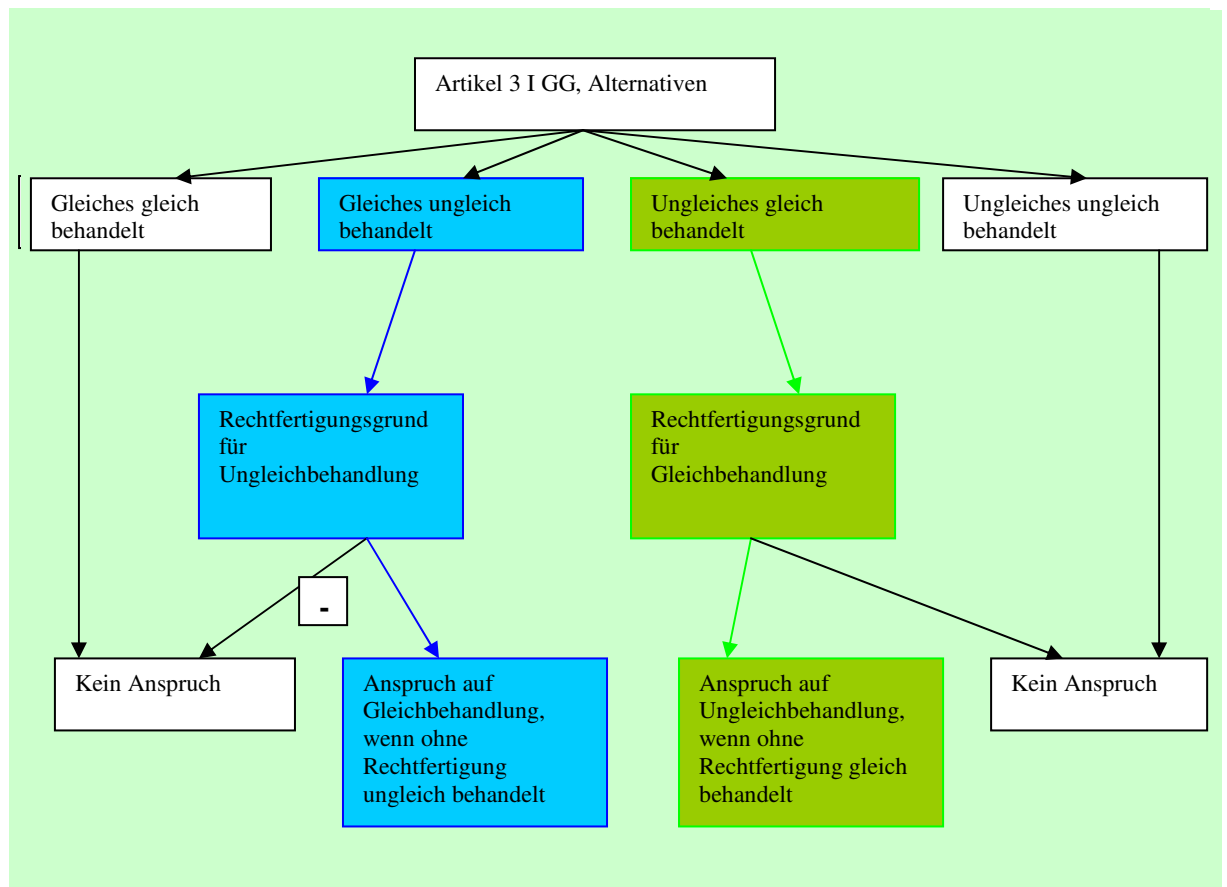 Artikel 3 I GG, Alternativen
Gleiches gleich
behandelt
Gleiches ungleich
behandelt
Ungleiches gleich
behandelt
Ungleiches ungleich
behandelt
Rechtfertigungsgrund
für
Ungleichbehandlung
Rechtfertigungsgrund
für
Gleichbehandlung
-
Kein Anspruch
Anspruch auf
Gleichbehandlung,
wenn ohne
Rechtfertigung
ungleich behandelt
Anspruch auf
Ungleichbehandlung,
wenn ohne
Rechtfertigung gleich
behandelt
Kein Anspruch